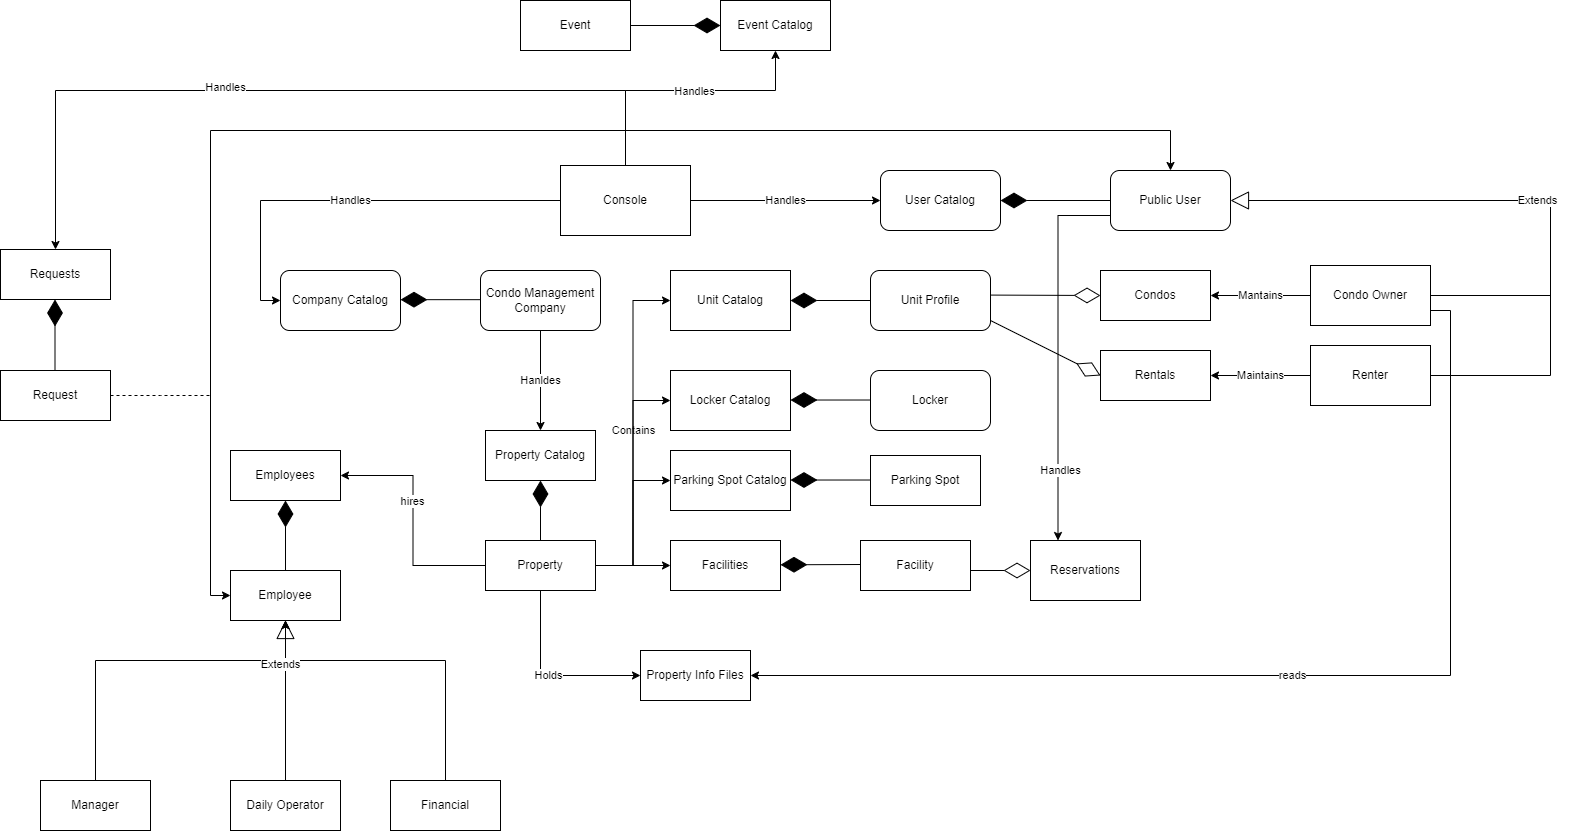 Event
Event Catalog
Handles
Handles
Console
Handles
Handles
User Catalog
Public User
Extends
Requests
Company Catalog
Condo Management
Company
Unit Catalog
Unit Profile
Condos
Mantains
Condo Owner
Request
Hanldes
Locker Catalog
Locker
Rentals
Maintains
Renter
Contains
Property Catalog
Employees
hires
Parking Spot Catalog
Parking Spot
Handles
Employee
Property
Facilities
Facility
Reservations
Extends
Holds
Property Info Files
reads
Manager
Daily Operator
Financial